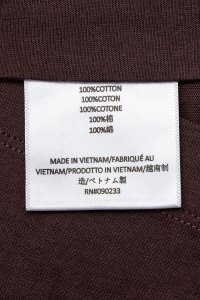 100%COTTON
100%COTON
100%COTONE
100%棉
100%綿
MADE IN VIETNAM/FABRIQUÉ AU
VIETNAM/PRODOTTO IN VIETNAM/越南制
造/ベトナム製
RN#090233